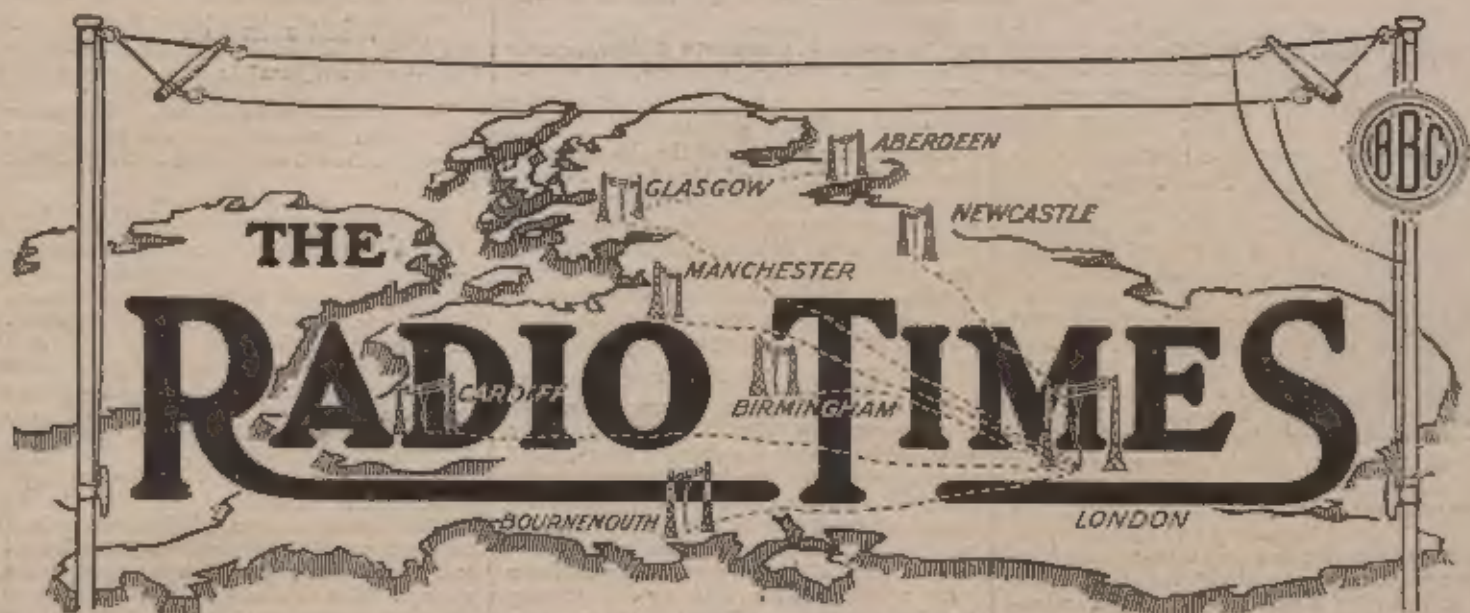 ABERDEEN
BBC
GLASGOW
NEWCASTLE
THE
MANCHESTER
RADIO TIMES
CARDIFF
BIRMINGHAM
BOURNEMOUTH
LONDON